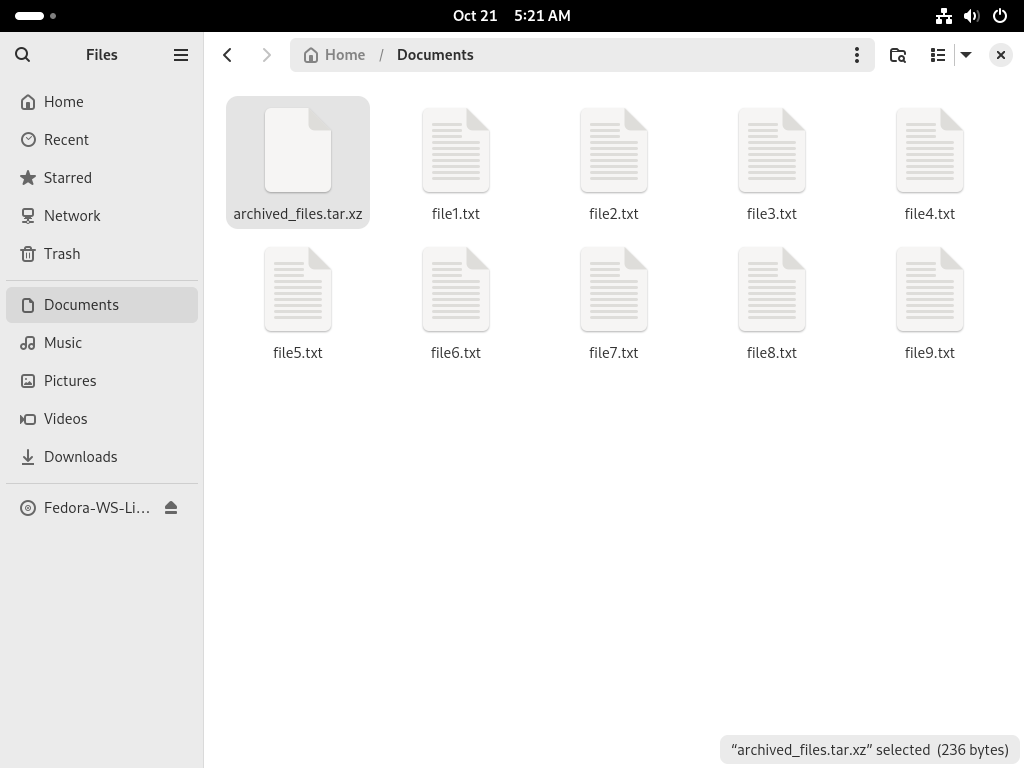 Oct 21 5:21 AM
Files
Home / Documents
Home
Recent
Starred
Network
Trash
Documents
Music
Pictures
Videos
Downloads
Fedora-WS-Li...
archived_files.tar.xz
file1.txt
file2.txt
file3.txt
file4.txt
file5.txt
file6.txt
file7.txt
file8.txt
file9.txt
“archived_files.tar.xz” selected (236 bytes)